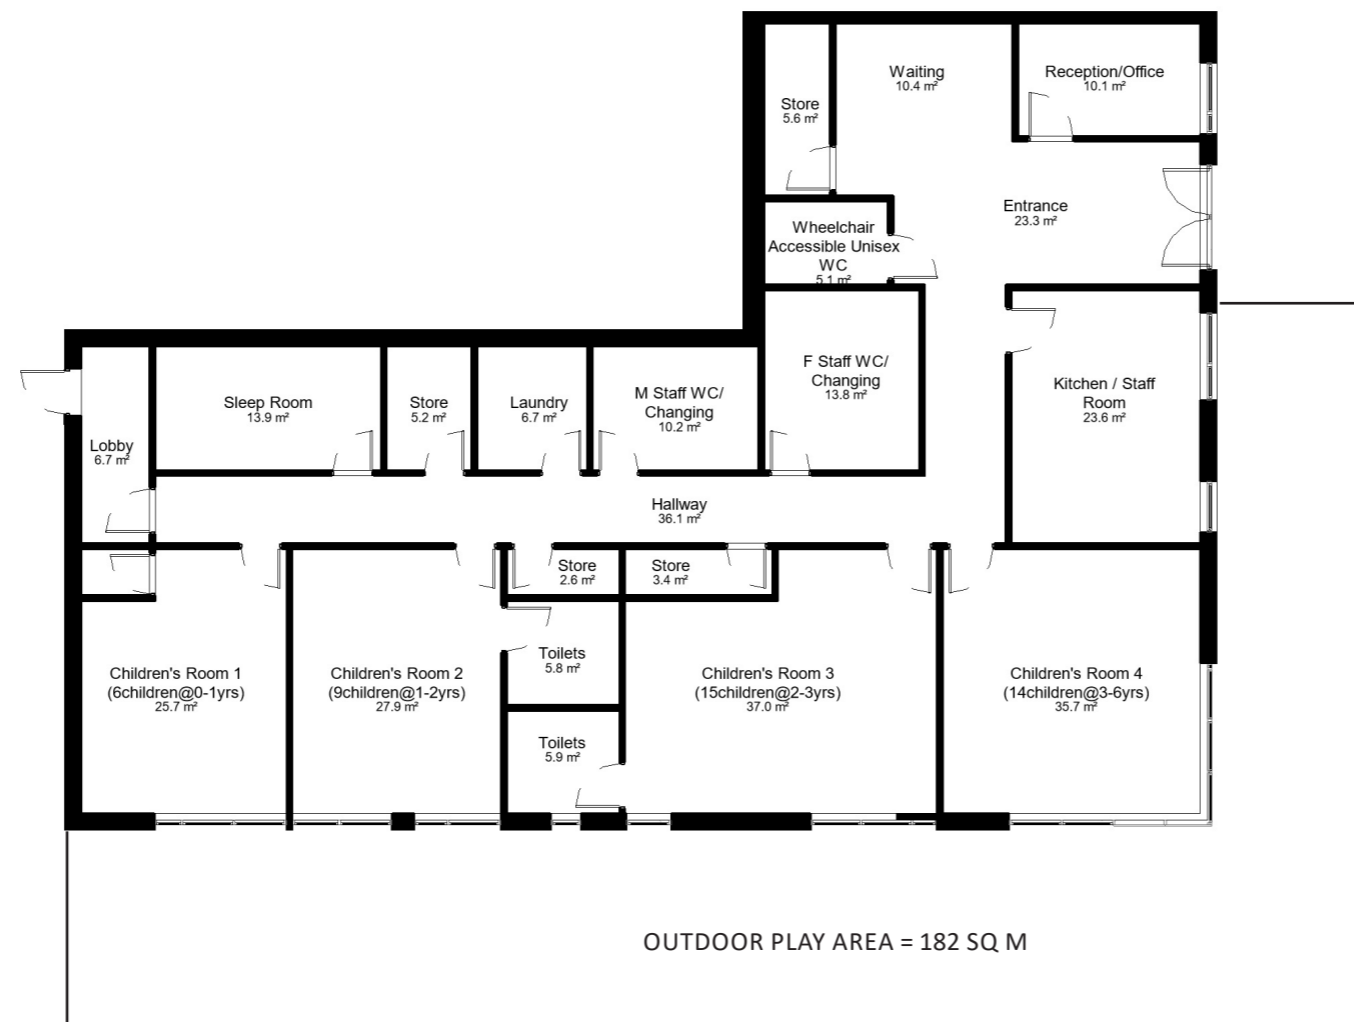 Waiting
10.4 m²
Reception/Office
10.1 m²
Store
5.6 m²
Entrance
23.3 m²
Wheelchair
Accessible Unisex
WC
5.1 m²
F Staff WC/
Changing
13.8 m²
Kitchen / Staff
Room
23.6 m²
Sleep Room
13.9 m²
Store
5.2 m²
Laundry
6.7 m²
M Staff WC/
Changing
10.2 m²
Lobby
6.7 m²
Hallway
36.1 m²
Store
2.6 m²
Store
3.4 m²
Toilets
5.8 m²
Children's Room 1
(6children@0-1yrs)
25.7 m²
Children's Room 2
(9children@1-2yrs)
27.9 m²
Children's Room 3
(15children@2-3yrs)
37.0 m²
Children's Room 4
(14children@3-6yrs)
35.7 m²
Toilets
5.9 m²
OUTDOOR PLAY AREA = 182 SQ M